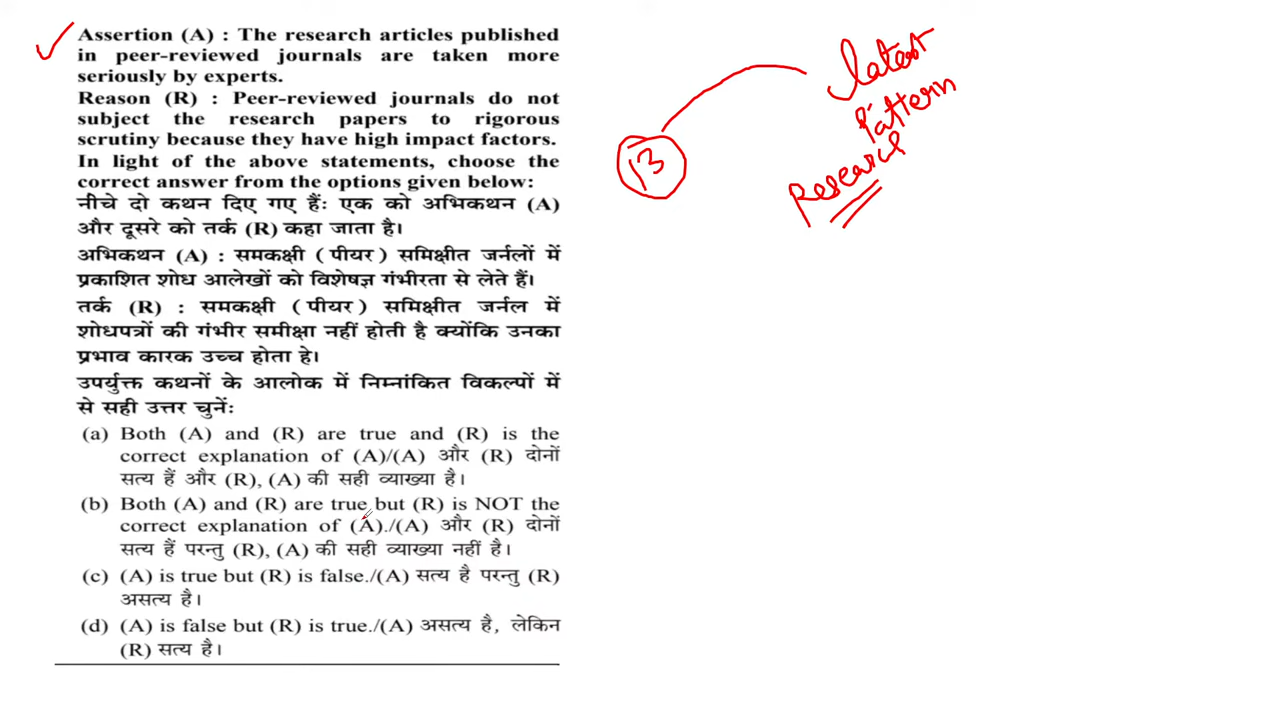 Assertion (A) : The research articles published
in peer-reviewed journals are taken more
seriously by experts.
Reason (R) : Peer-reviewed journals do not
subject the research papers to rigorous
scrutiny because they have high impact factors.
In light of the above statements, choose the
correct answer from the options given below:
नीचे दो कथन दिए गए हैंः एक को अभिकथन (A)
और दूसरे को तर्क (R) कहा जाता है।
अभिकथन (A) : समकक्षी (पीयर) समिक्षीत जर्नलों में
प्रकाशित शोध आलेखों को विशेषज्ञ गंभीरता से लेते हैं।
तर्क (R) : समकक्षी (पीयर) समिक्षीत जर्नल में
शोधपत्रों की गंभीर समीक्षा नहीं होती है क्योंकि उनका
प्रभाव कारक उच्च होता हे।
उपर्युक्त कथनों के आलोक में निम्नांकित विकल्पों में
से सही उत्तर चुनेंः
(a) Both (A) and (R) are true and (R) is the
correct explanation of (A)/(A) और (R) दोनों
सत्य हैं और (R), (A) की सही व्याख्या है।
(b) Both (A) and (R) are true but (R) is NOT the
correct explanation of (A)./(A) और (R) दोनों
सत्य हैं परन्तु (R), (A) की सही व्याख्या नहीं है।
(c) (A) is true but (R) is false./(A) सत्य है परन्तु (R)
असत्य है।
(d) (A) is false but (R) is true./(A) असत्य है, लेकिन
(R) सत्य है।
13
latest
Pattern
Research